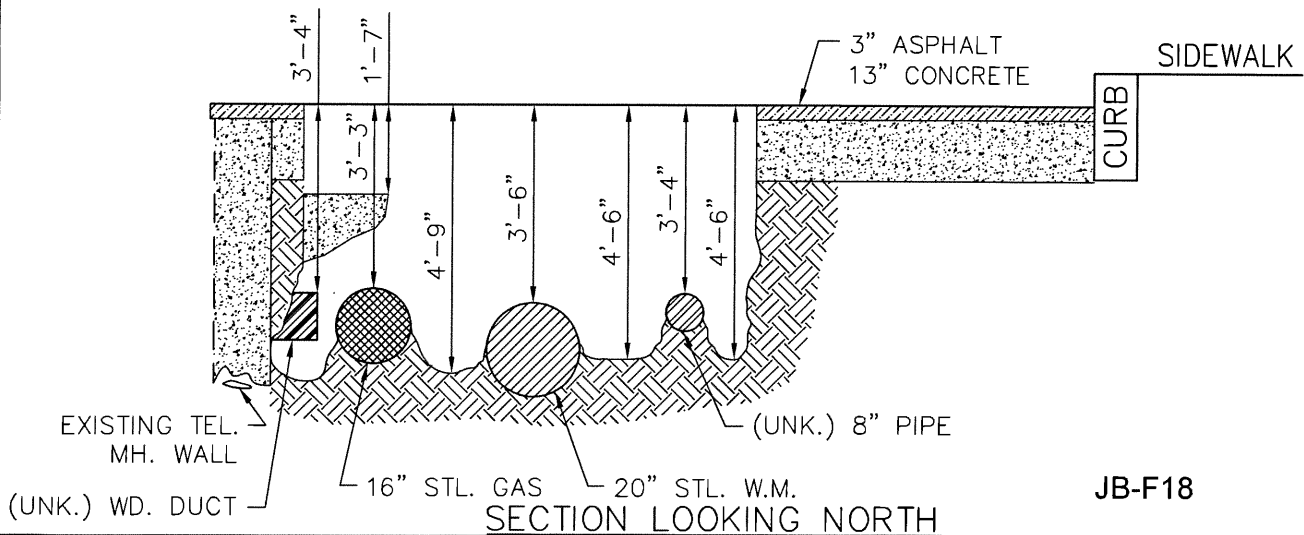 3'-4"
1'-7"
3'-3"
4'-9"
3'-6"
4'-6"
3'-4"
4'-6"
3" ASPHALT
13" CONCRETE
SIDEWALK
CURB
EXISTING TEL.
MH. WALL
(UNK.) WD. DUCT
16" STL. GAS
20" STL. W.M.
(UNK.) 8" PIPE
SECTION LOOKING NORTH
JB-F18